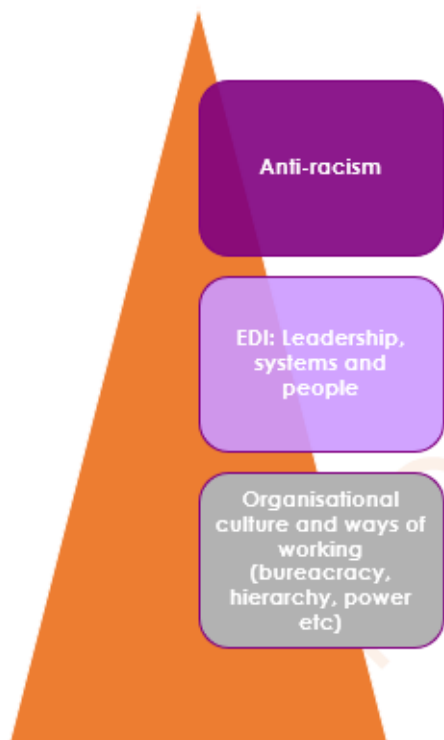 Anti-racism
EDI: Leadership,
systems and
people
Organisational
culture and ways of
working
(bureacracy,
hierarchy, power
etc)